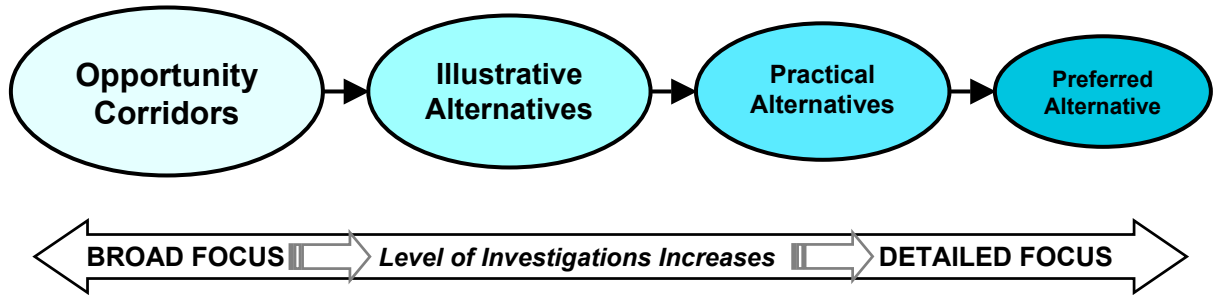 Opportunity
Corridors
Illustrative
Alternatives
Practical
Alternatives
Preferred
Alternative
BROAD FOCUS Level of Investigations Increases DETAILED FOCUS